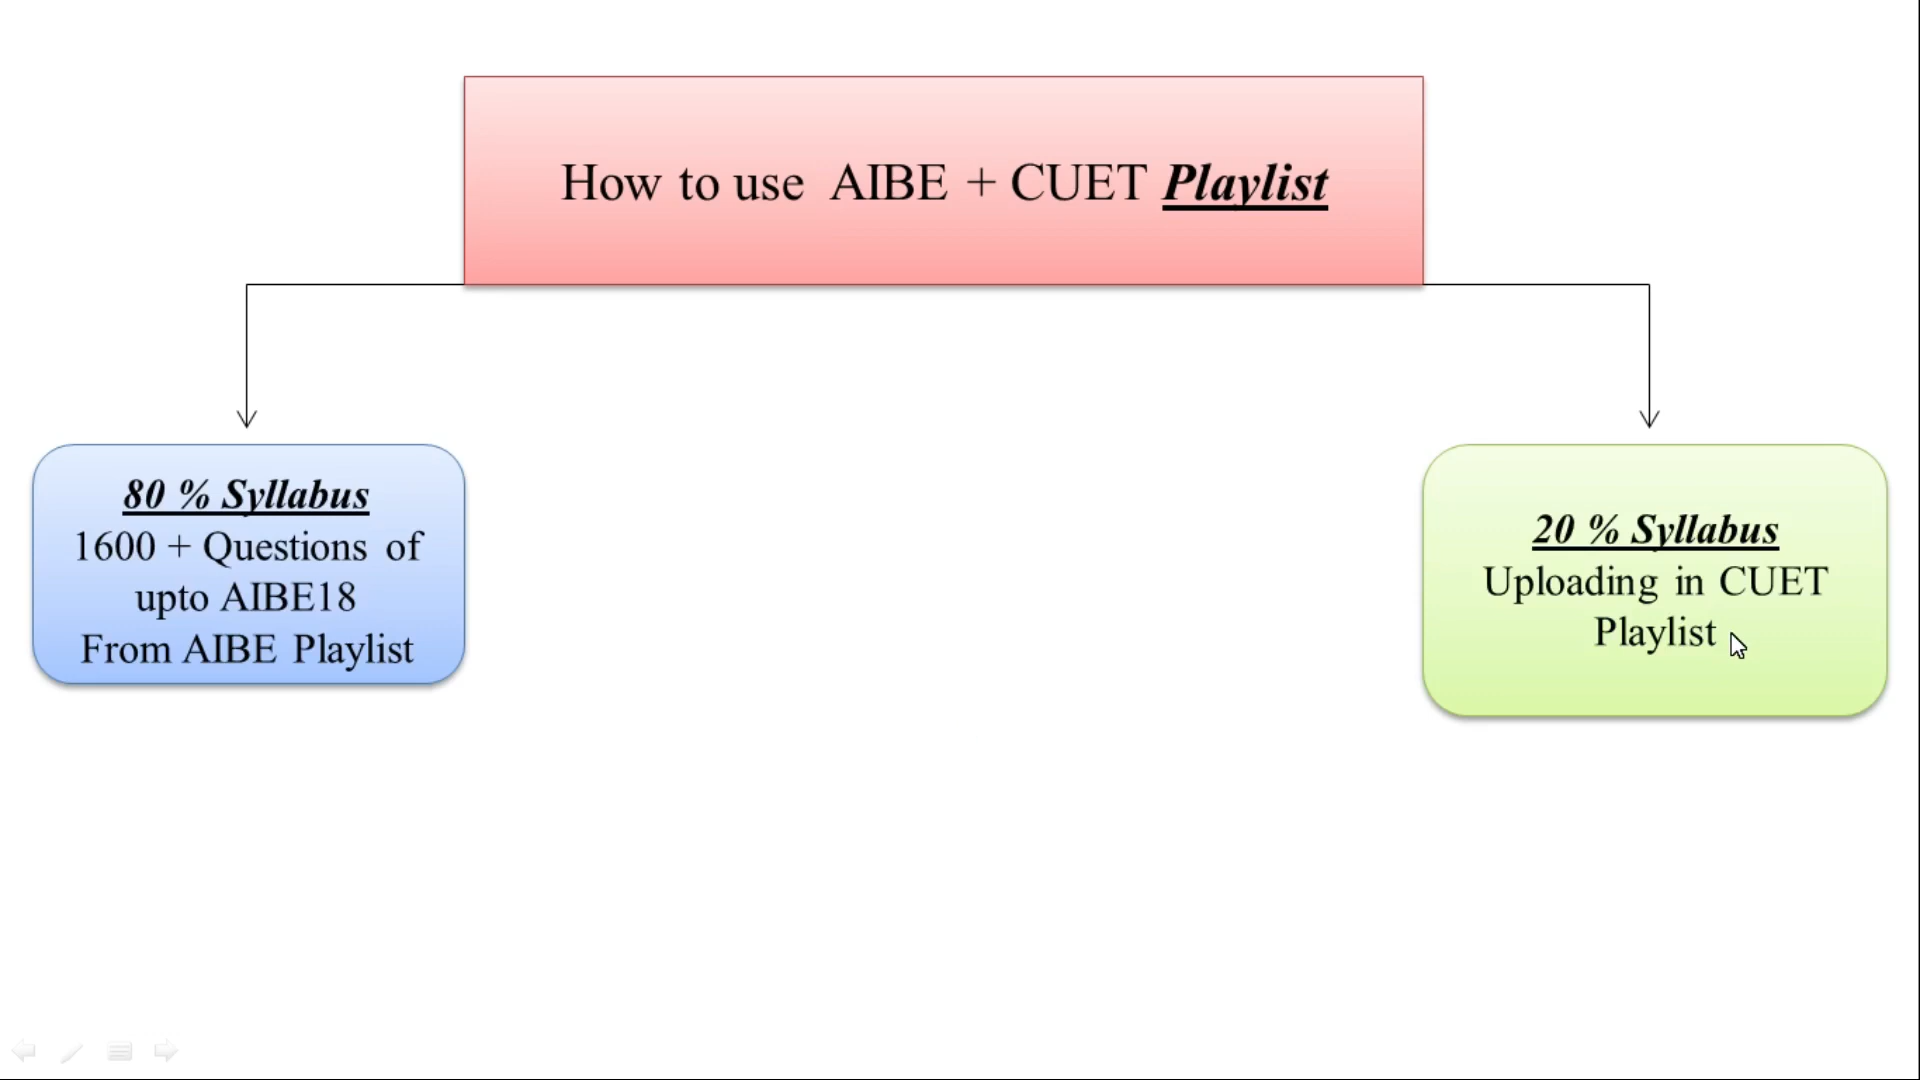 How to use AIBE + CUET Playlist
80 % Syllabus
1600 + Questions of
upto AIBE18
From AIBE Playlist
20 % Syllabus
Uploading in CUET
Playlist